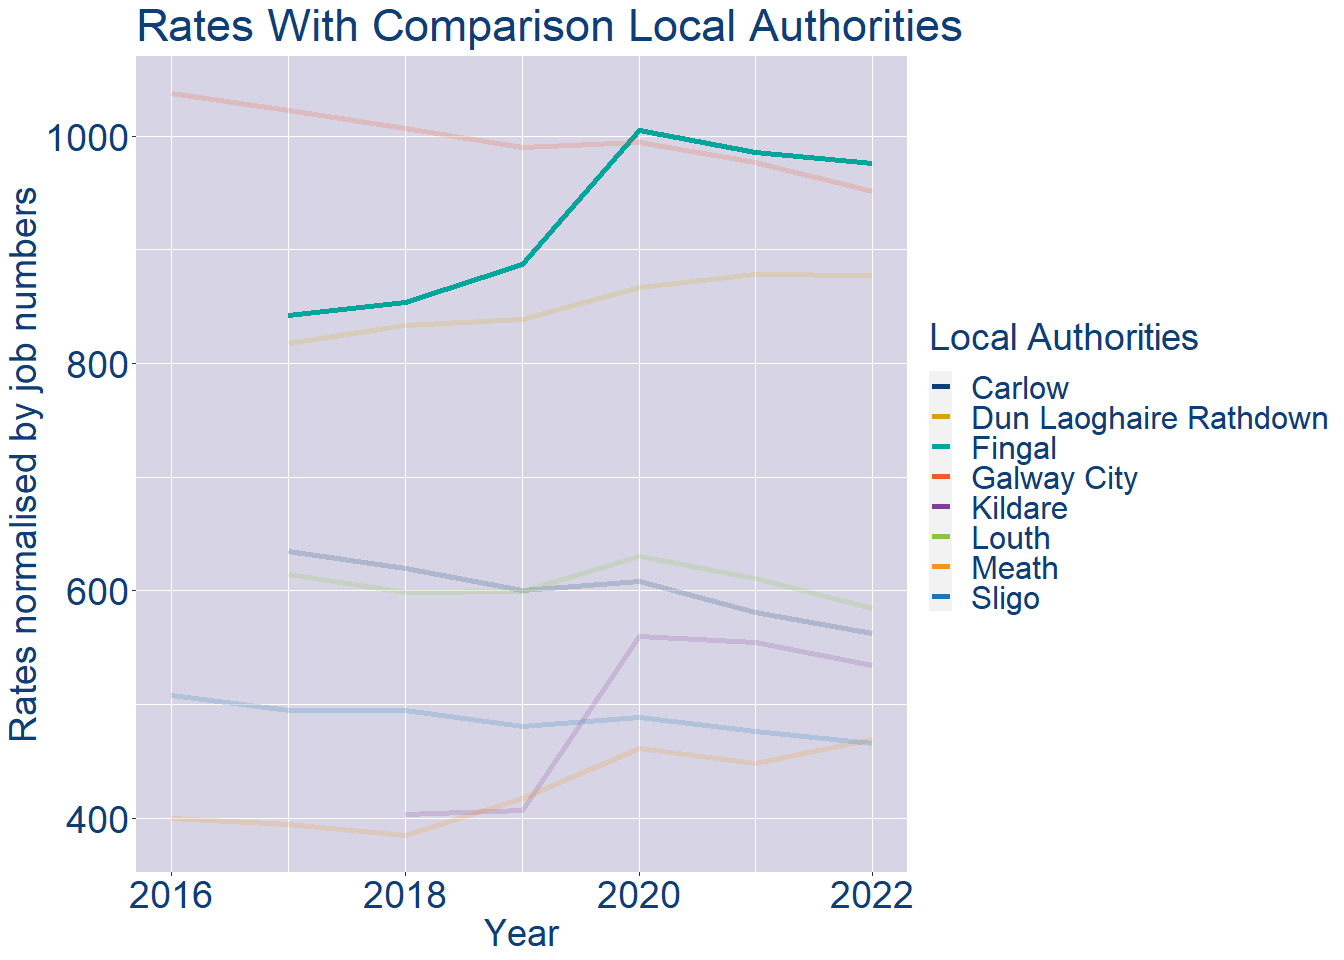 Rates With Comparison Local Authorities
Rates normalised by job numbers
1000
800
600
400
2016 2018 2020 2022
Year
Local Authorities
Carlow
Dun Laoghaire Rathdown
Fingal
Galway City
Kildare
Louth
Meath
Sligo